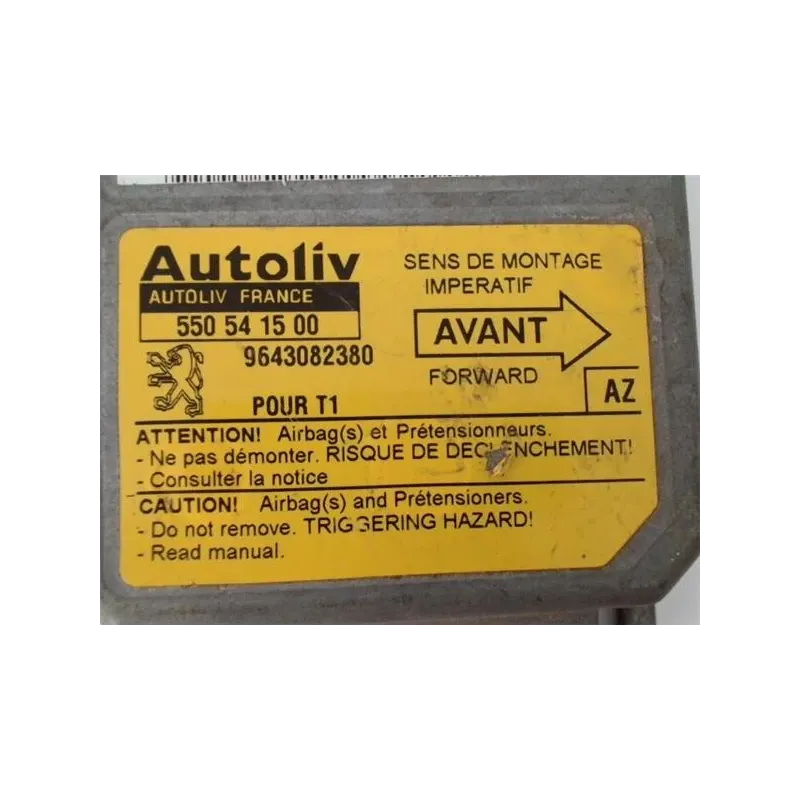 Autoliv
AUTOLIV FRANCE
550 54 15 00
9643082380
POUR T1
SENS DE MONTAGE
IMPERATIF
AVANT
FORWARD
AZ
ATTENTION! Airbag(s) et Prétensionneurs.
- Ne pas démonter. RISQUE DE DECLENCHEMENT!
- Consulter la notice
CAUTION! Airbag(s) and Prétensioners.
- Do not remove. TRIGGERING HAZARD!
- Read manual.